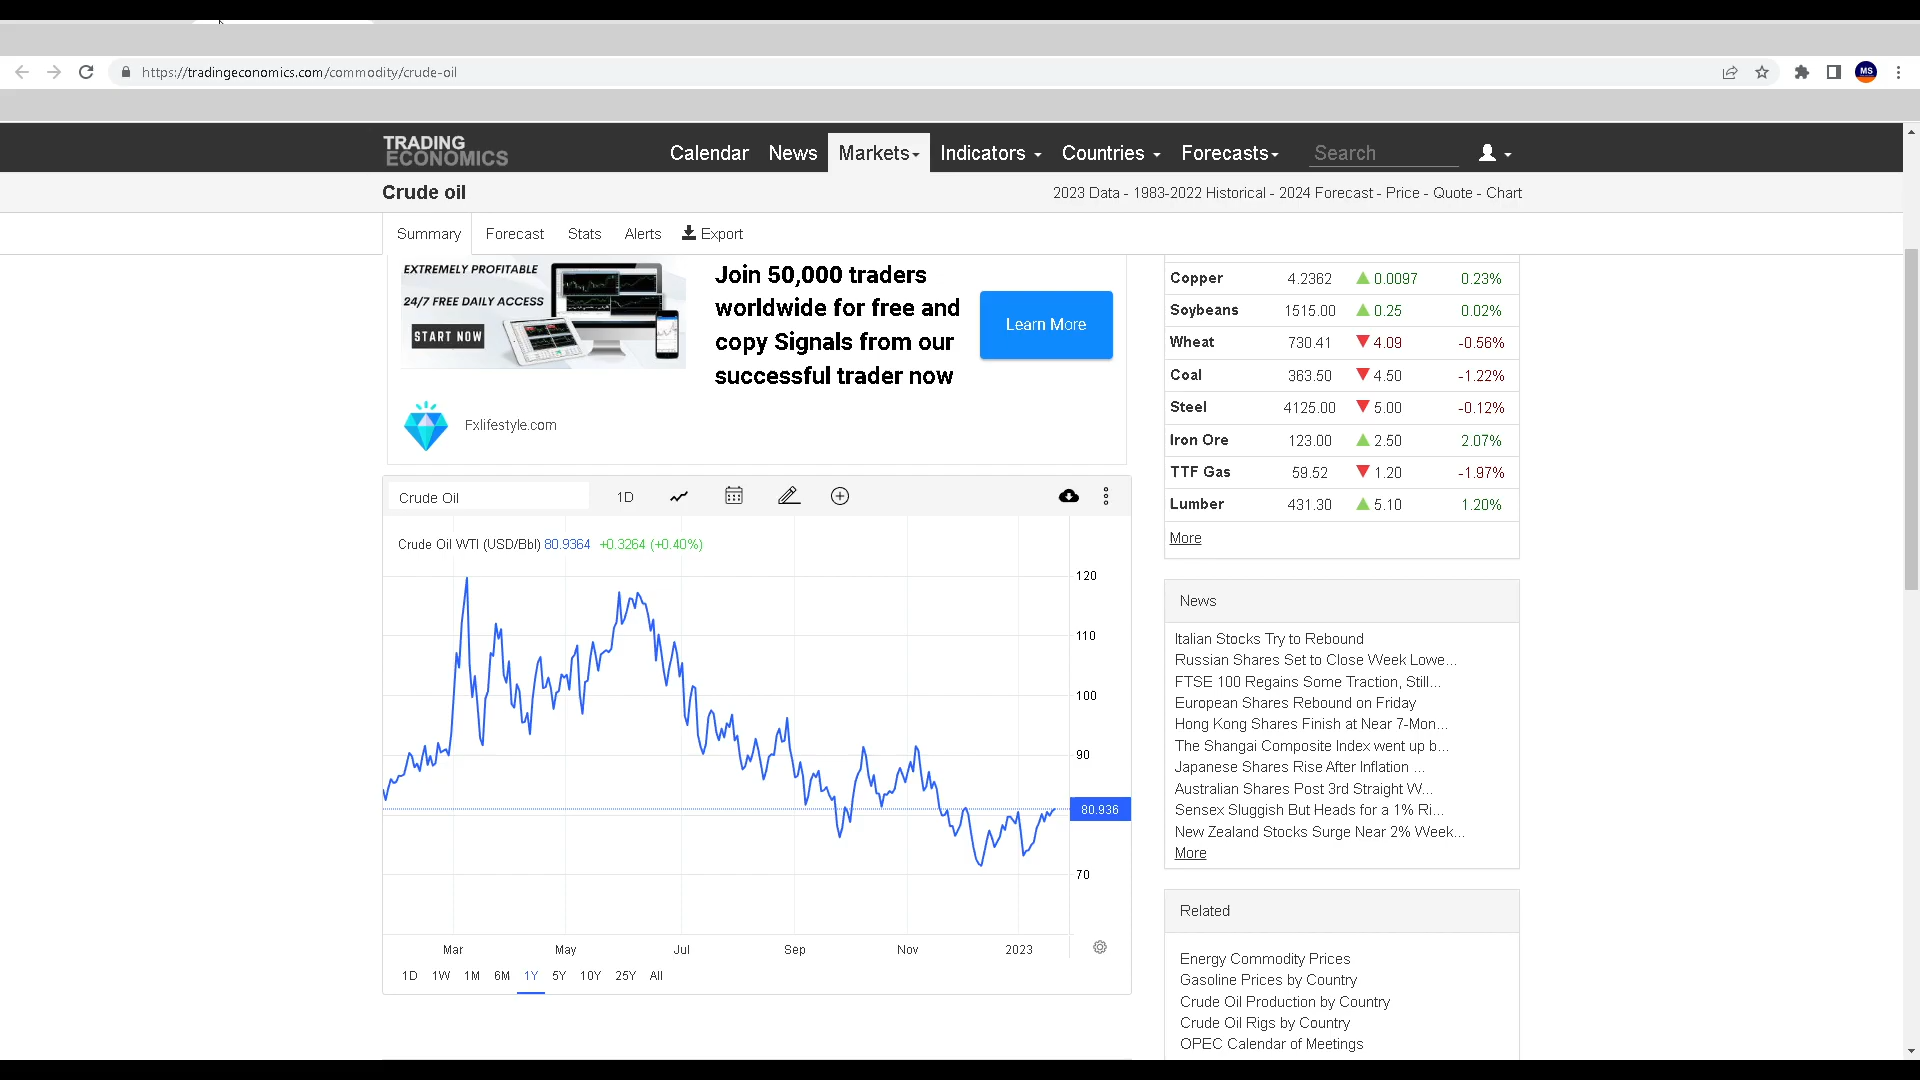 https://tradingeconomics.com/commodity/crude-oil
MS
TRADING
ECONOMICS
Calendar News Markets Indicators Countries Forecasts Search
Crude oil
2023 Data - 1983-2022 Historical - 2024 Forecast - Price - Quote - Chart
Summary Forecast Stats Alerts Export
EXTREMELY PROFITABLE
24/7 FREE DAILY ACCESS
START NOW
Join 50,000 traders
worldwide for free and
copy Signals from our
successful trader now
Learn More
Fxlifestyle.com
Copper 4.2362 0.0097 0.23%
Soybeans 1515.00 0.25 0.02%
Wheat 730.41 4.09 -0.56%
Coal 363.50 4.50 -1.22%
Steel 4125.00 5.00 -0.12%
Iron Ore 123.00 2.50 2.07%
TTF Gas 59.52 1.20 -1.97%
Lumber 431.30 5.10 1.20%
More
Crude Oil 1D
Crude Oil WTI (USD/Bbl) 80.9364 +0.3264 (+0.40%)
120
110
100
90
80.936
70
Mar May Jul Sep Nov 2023
1D 1W 1M 6M 1Y 5Y 10Y 25Y All
News
Italian Stocks Try to Rebound
Russian Shares Set to Close Week Lowe...
FTSE 100 Regains Some Traction, Still...
European Shares Rebound on Friday
Hong Kong Shares Finish at Near 7-Mon...
The Shangai Composite Index went up b...
Japanese Shares Rise After Inflation ...
Australian Shares Post 3rd Straight W...
Sensex Sluggish But Heads for a 1% Ri...
New Zealand Stocks Surge Near 2% Week...
More
Related
Energy Commodity Prices
Gasoline Prices by Country
Crude Oil Production by Country
Crude Oil Rigs by Country
OPEC Calendar of Meetings